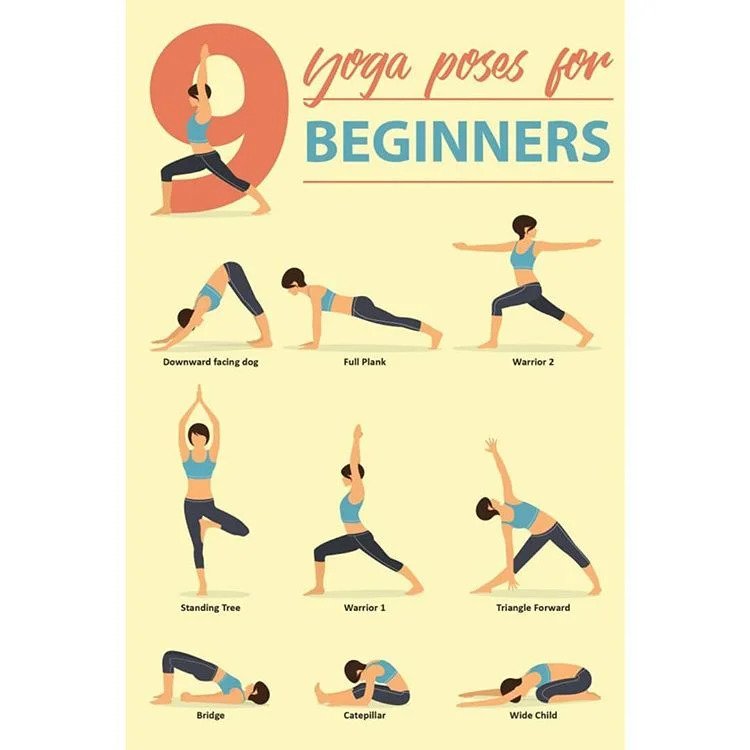 9 yoga poses for
BEGINNERS
Downward facing dog
Full Plank
Warrior 2
Standing Tree
Warrior 1
Triangle Forward
Bridge
Catepillar
Wide Child